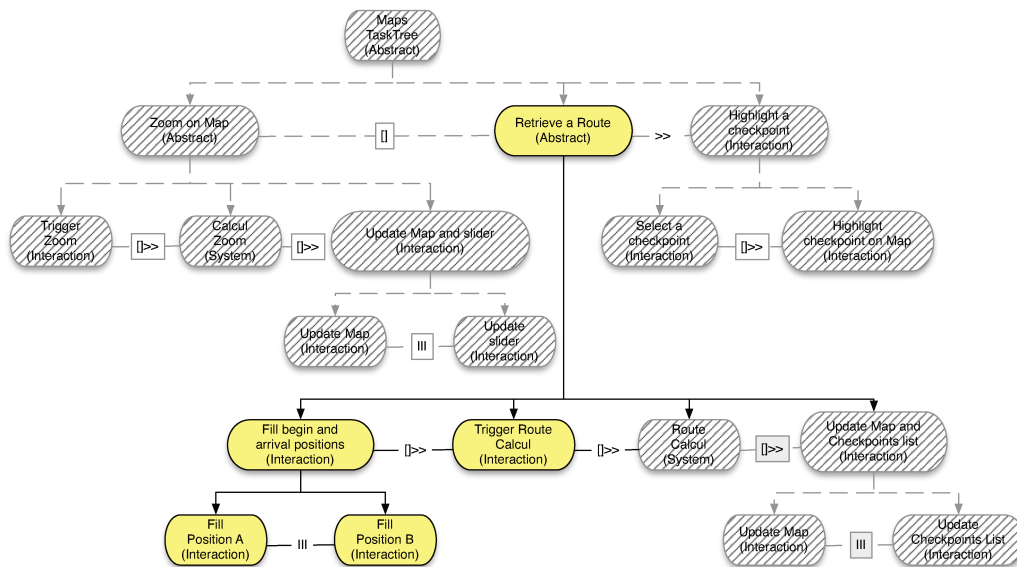 Maps
TaskTree
(Abstract)
Zoom on Map
(Abstract)
[]
Retrieve a Route
(Abstract)
>>
Highlight a
checkpoint
(Interaction)
Trigger
Zoom
(Interaction)
[]>>
Calcul
Zoom
(System)
[]>>
Update Map and slider
(Interaction)
Select a
checkpoint
(Interaction)
[]>>
Highlight
checkpoint on Map
(Interaction)
Update Map
(Interaction)
III
Update
slider
(Interaction)
Fill begin and
arrival positions
(Interaction)
[]>>
Trigger Route
Calcul
(Interaction)
[]>>
Route
Calcul
(System)
[]>>
Update Map and
Checkpoints list
(Interaction)
Fill
Position A
(Interaction)
III
Fill
Position B
(Interaction)
Update Map
(Interaction)
III
Update
Checkpoints List
(Interaction)